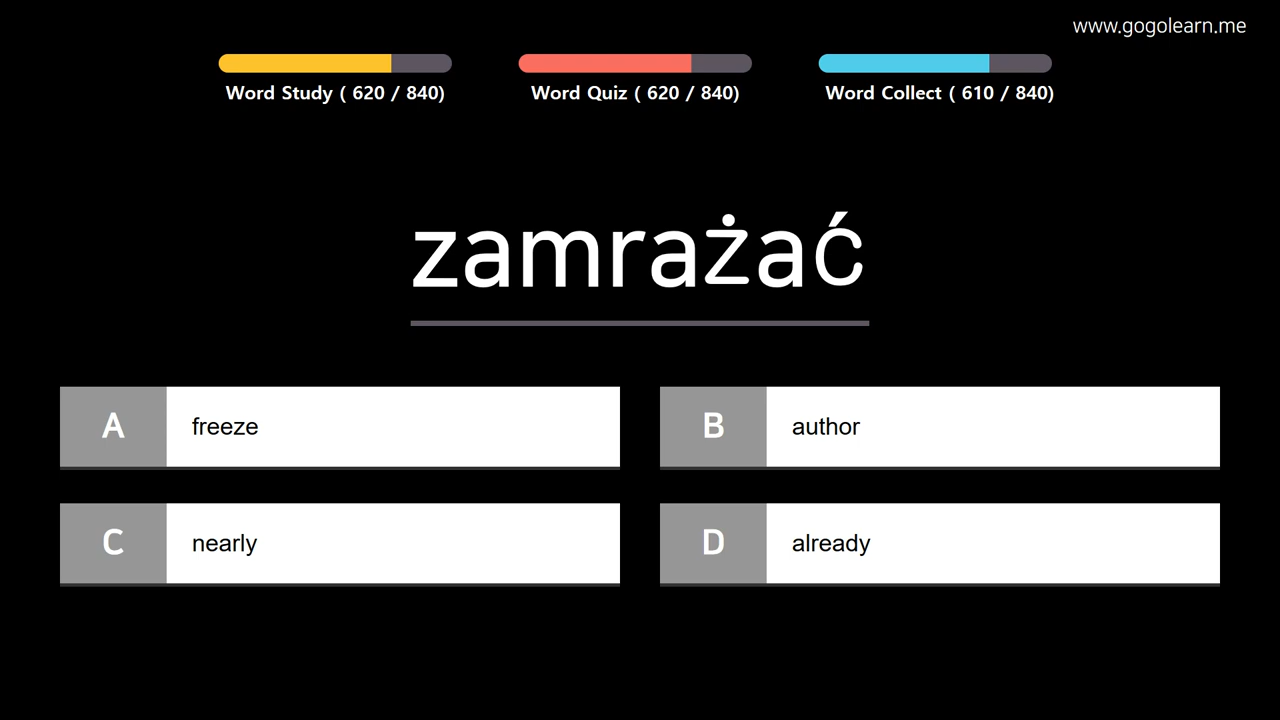 www.gogolearn.me
Word Study ( 620 / 840)
Word Quiz ( 620 / 840)
Word Collect ( 610 / 840)
zamrażać
A freeze
B author
C nearly
D already